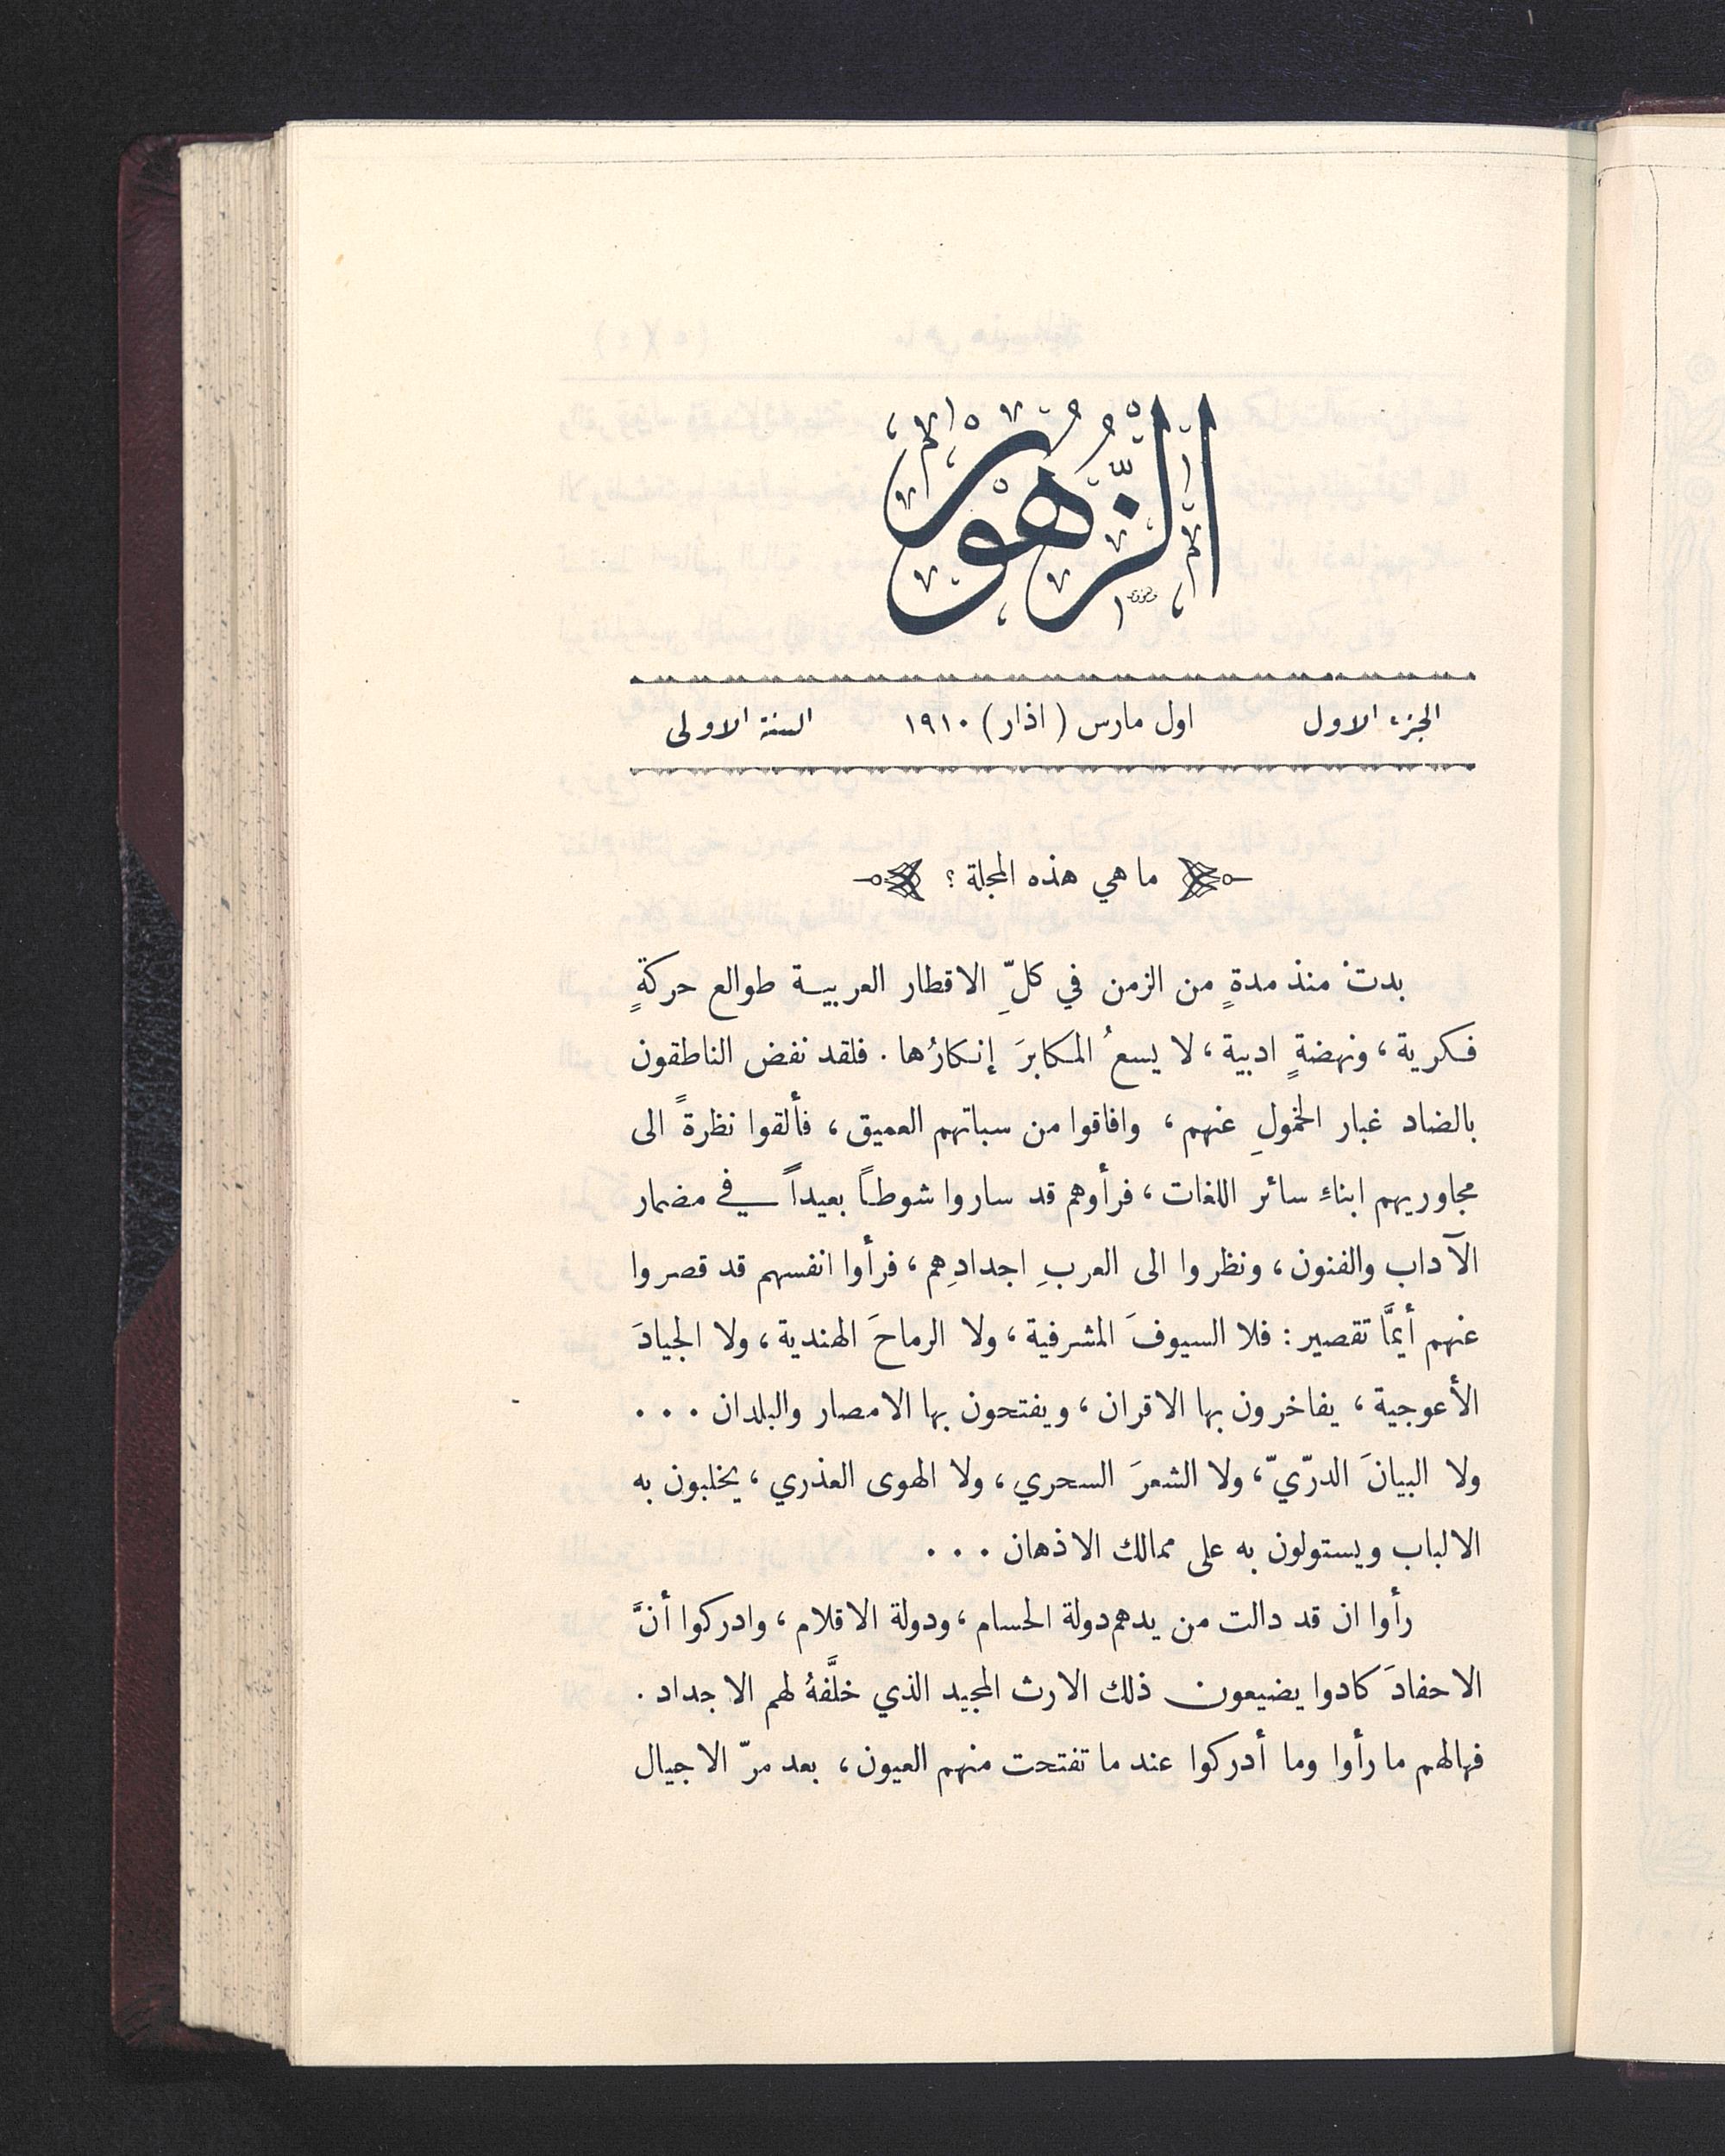 الزُّهور
الجزء الاول اول مارس ( اذار ) ١٩١٠ السنة الاولى
ما هي هذه المجلة ؟
بدتْ منذ مدةٍ من الزمن في كلِّ الاقطار العربية طوالع حركةٍ
فكرية ، ونهضةٍ ادبية ، لا يسعُ المكابرَ إنكارُها . فلقد نفض الناطقون
بالضاد غبار الخمولِ عنهم ، وافاقوا من سباتهم العميق ، فألقوا نظرةً الى
مجاوريهم ابناءِ سائر اللغات ، فرأوهم قد ساروا شوطاً بعيداً في مضمار
الآداب والفنون ، ونظروا الى العربِ اجدادِهم ، فرأوا انفسهم قد قصروا
عنهم أيمَّا تقصير : فلا السيوفَ المشرفية ، ولا الرماحَ الهندية ، ولا الجيادَ
الأعوجية ، يفاخرون بها الاقران ، ويفتحون بها الامصار والبلدان . . .
ولا البيانَ الدرّيّ ، ولا الشعرَ السحري ، ولا الهوى العذري ، يخلبون به
الالباب ويستولون به على ممالك الاذهان . . .
رأوا ان قد دالت من يدهم دولة الحسام ، ودولة الاقلام ، وادركوا أنَّ
الاحفادَ كادوا يضيعون ذلك الارث المجيد الذي خلَّفهُ لهم الاجداد .
فهالهم ما رأوا وما أدركوا عند ما تفتحت منهم العيون ، بعد مرّ الاجيال